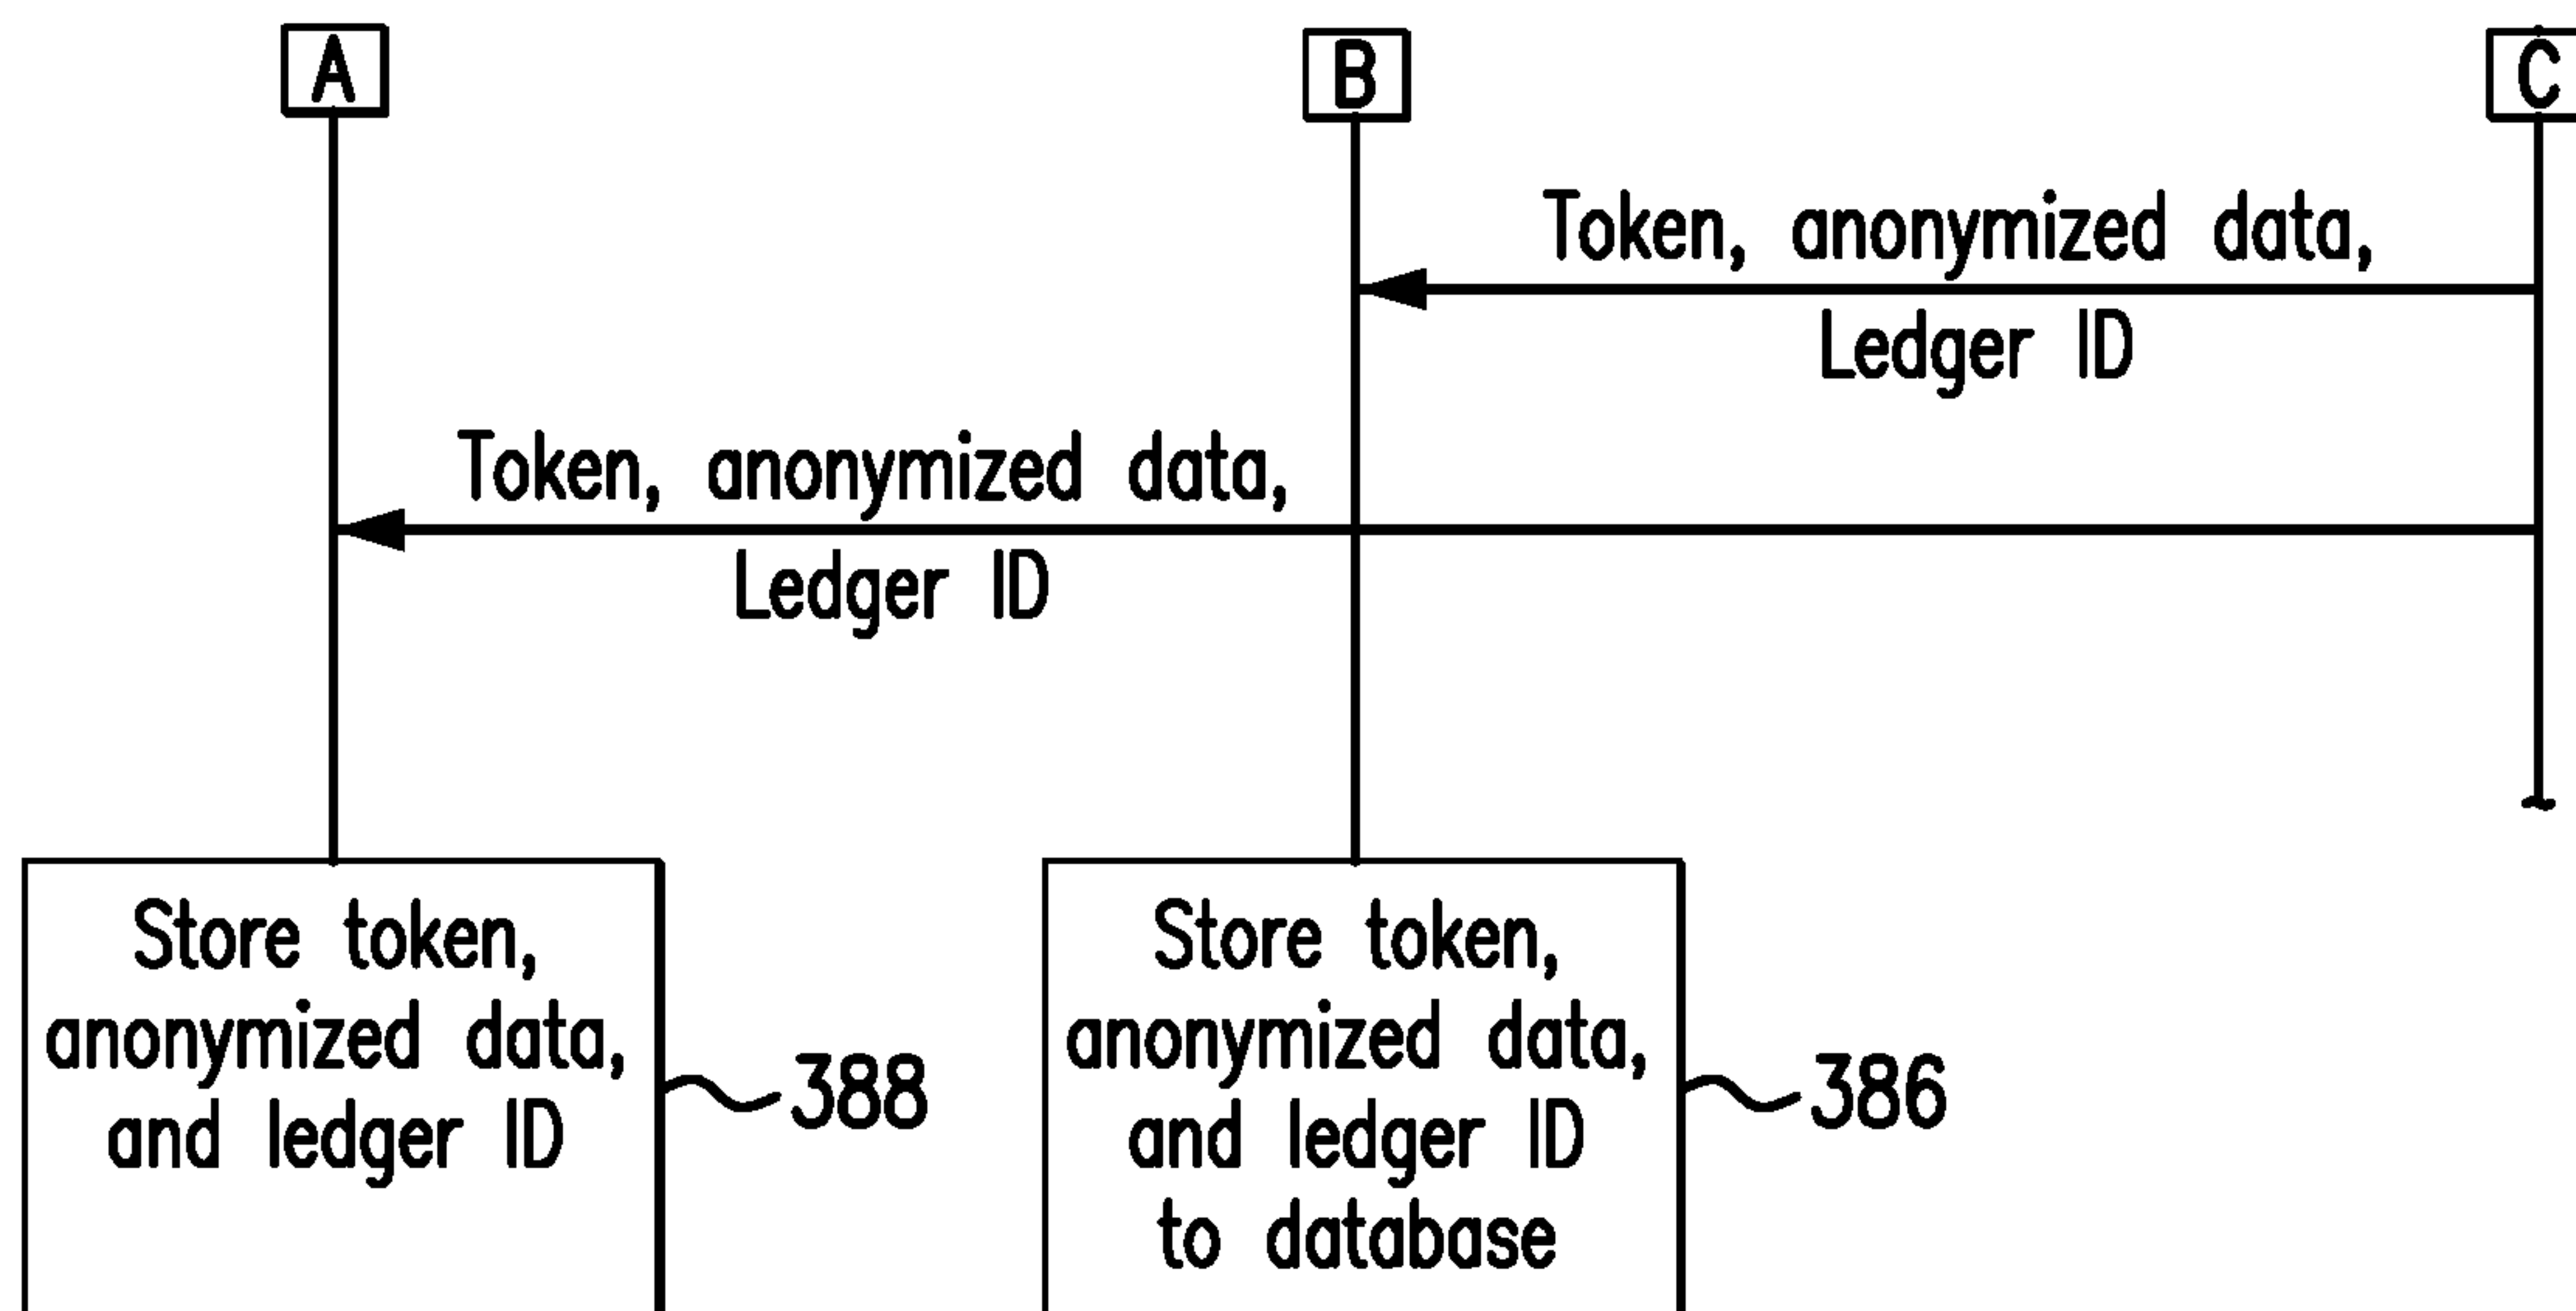 A
B
C
Token, anonymized data,
Ledger ID
Token, anonymized data,
Ledger ID
Store token,
anonymized data,
and ledger ID
388
Store token,
anonymized data,
and ledger ID
to database
386